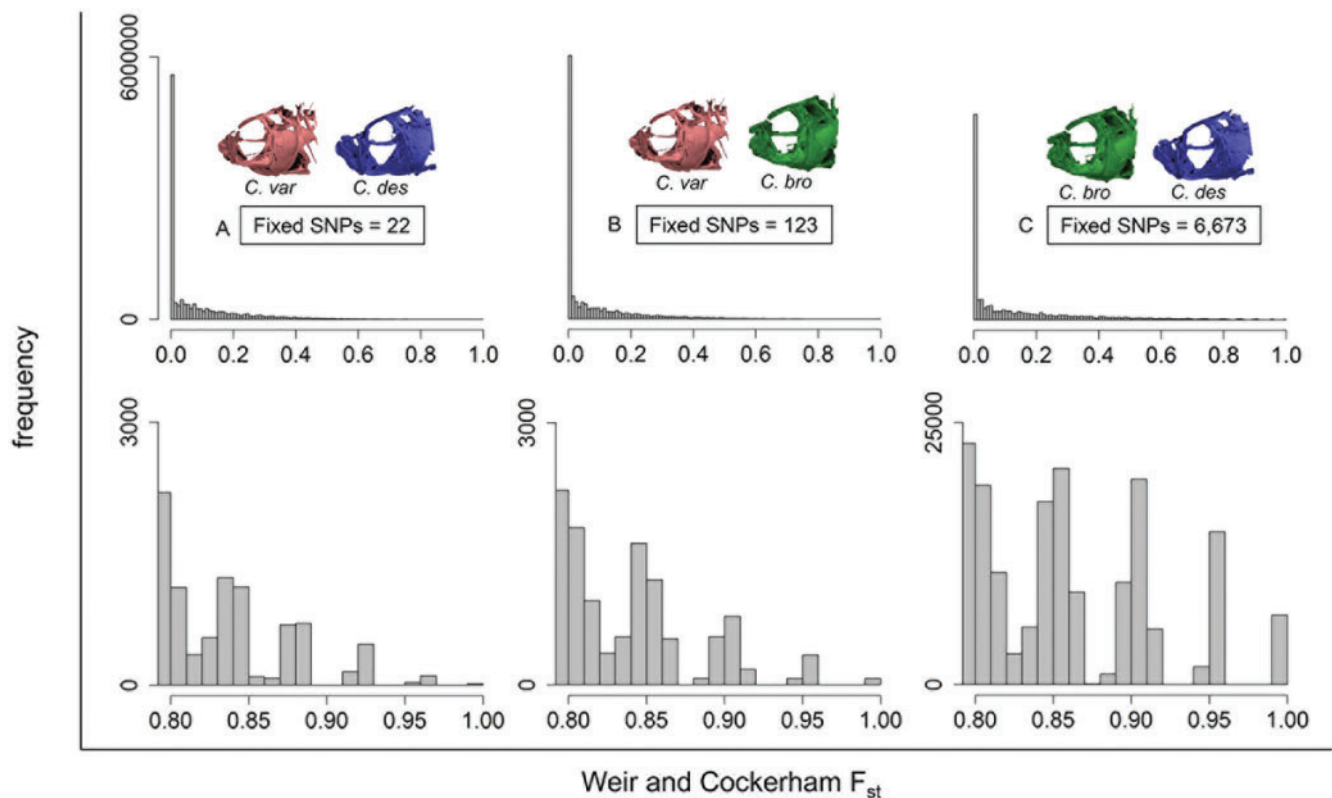 6000000
0
C. var
C. des
A
Fixed SNPs = 22
0.0 0.2 0.4 0.6 0.8 1.0
C. var
C. bro
B
Fixed SNPs = 123
0.0 0.2 0.4 0.6 0.8 1.0
C. bro
C. des
C
Fixed SNPs = 6,673
0.0 0.2 0.4 0.6 0.8 1.0
frequency
3000
0
0.80 0.85 0.90 0.95 1.00
3000
0
0.80 0.85 0.90 0.95 1.00
25000
0
0.80 0.85 0.90 0.95 1.00
Weir and Cockerham Fst